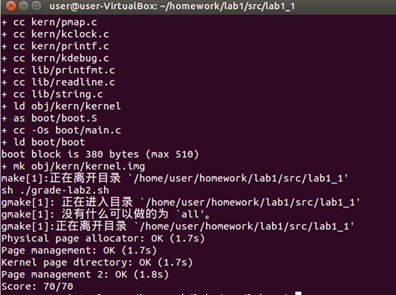 user@user-VirtualBox: ~/homework/lab1/src/lab1_1
+ cc kern/pmap.c
+ cc kern/kclock.c
+ cc kern/printf.c
+ cc kern/kdebug.c
+ cc lib/printfmt.c
+ cc lib/readline.c
+ cc lib/string.c
+ ld obj/kern/kernel
+ as boot/boot.S
+ cc -Os boot/main.c
+ ld boot/boot
boot block is 380 bytes (max 510)
+ mk obj/kern/kernel.img
make[1]:正在离开目录 `/home/user/homework/lab1/src/lab1_1'
sh ./grade-lab2.sh
gmake[1]: 正在进入目录 `/home/user/homework/lab1/src/lab1_1'
gmake[1]: 没有什么可以做的为 `all'。
gmake[1]:正在离开目录 `/home/user/homework/lab1/src/lab1_1'
Physical page allocator: OK (1.7s)
Page management: OK (1.7s)
Kernel page directory: OK (1.7s)
Page management 2: OK (1.8s)
Score: 70/70